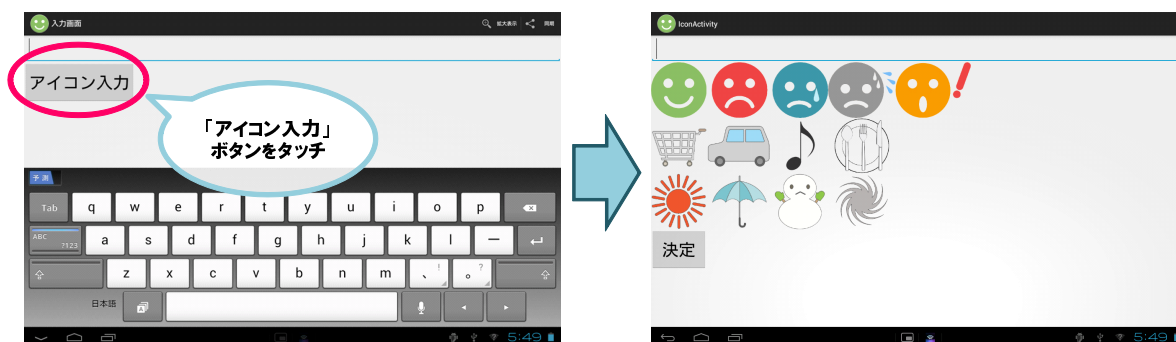 入力画面
拡大表示
同期
アイコン入力
「アイコン入力」
ボタンをタッチ
予測
Tab q w e r t y u i o p
ABC
?123
a s d f g h j k l ー
z x c v b n m 、 ! 。 ?
日本語
5:49
IconActivity
決定
5:49